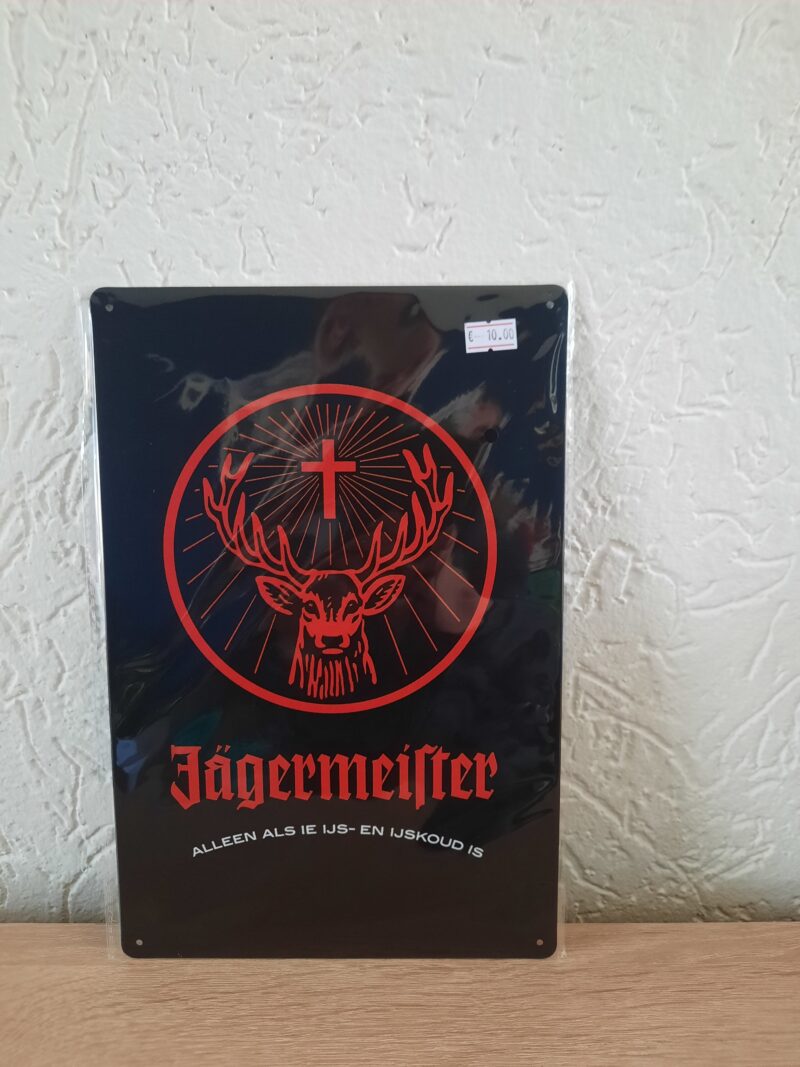 € 10.00
Jägermeiſter
ALLEEN ALS IE IJS- EN IJSKOUD IS